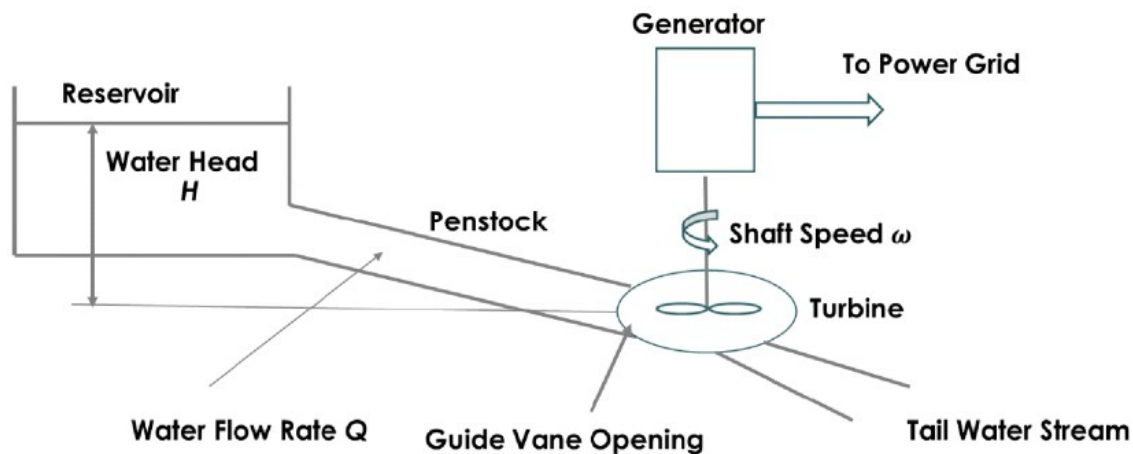 Generator
To Power Grid
Reservoir
Water Head
H
Penstock
Shaft Speed ω
Turbine
Water Flow Rate Q
Guide Vane Opening
Tail Water Stream